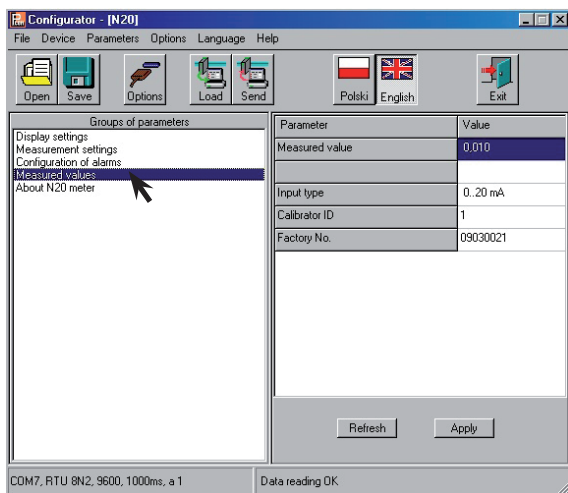 Configurator - [N20]
File Device Parameters Options Language Help
Open Save Options Load Send Polski English Exit
Groups of parameters
Display settings
Measurement settings
Configuration of alarms
Measured values
About N20 meter
Parameter Value
Measured value 0.010
Input type 0..20 mA
Calibrator ID 1
Factory No. 09030021
Refresh Apply
COM7, RTU 8N2, 9600, 1000ms, a 1 Data reading OK